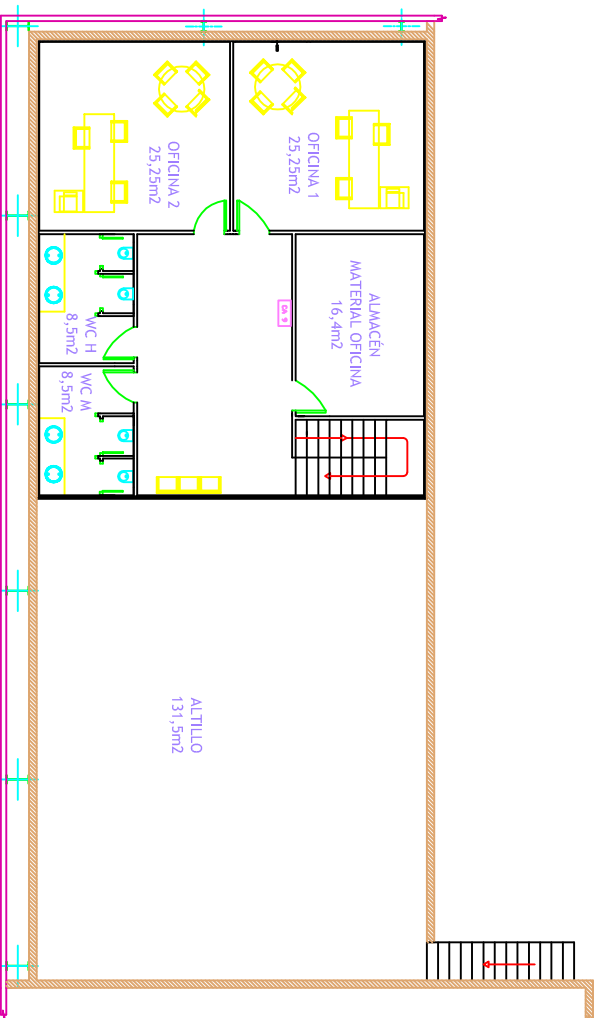 OFICINA 1
25,25m2
OFICINA 2
25,25m2
ALMACÉN
MATERIAL OFICINA
16,4m2
WC H
8,5m2
WC M
8,5m2
ALTILLO
131,5m2